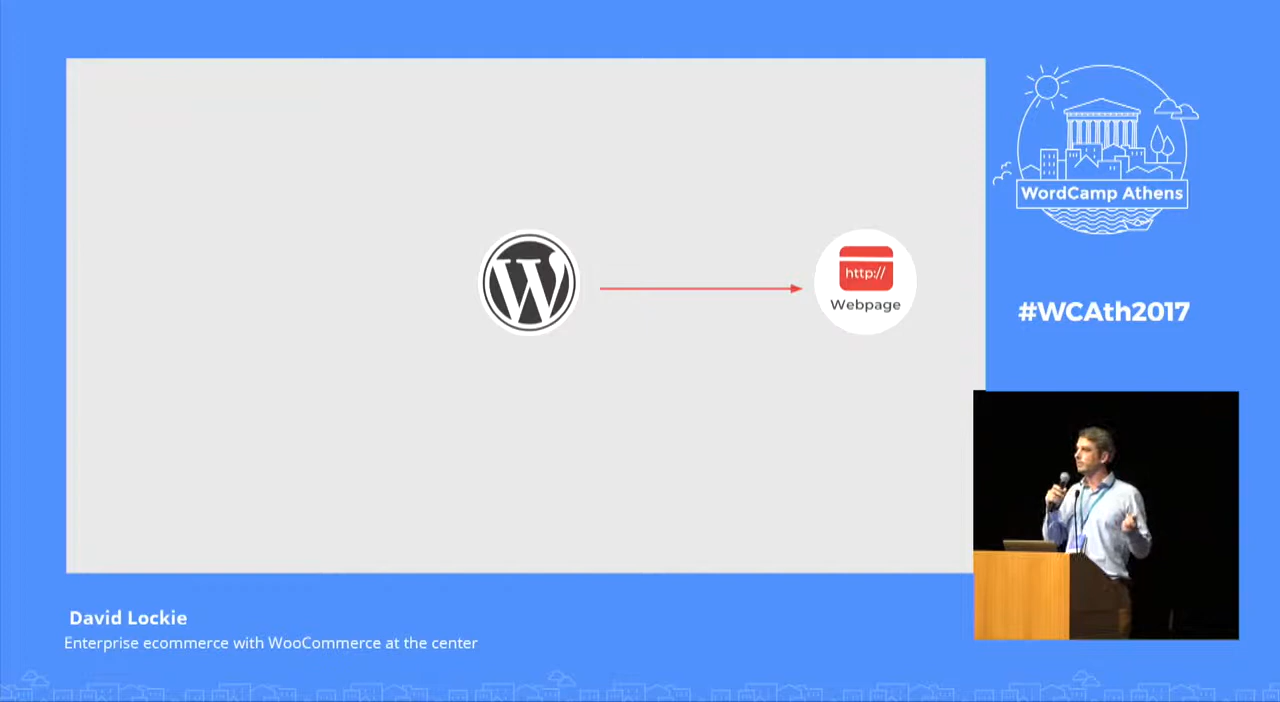 http://
Webpage
WordCamp Athens
#WCAth2017
David Lockie
Enterprise ecommerce with WooCommerce at the center